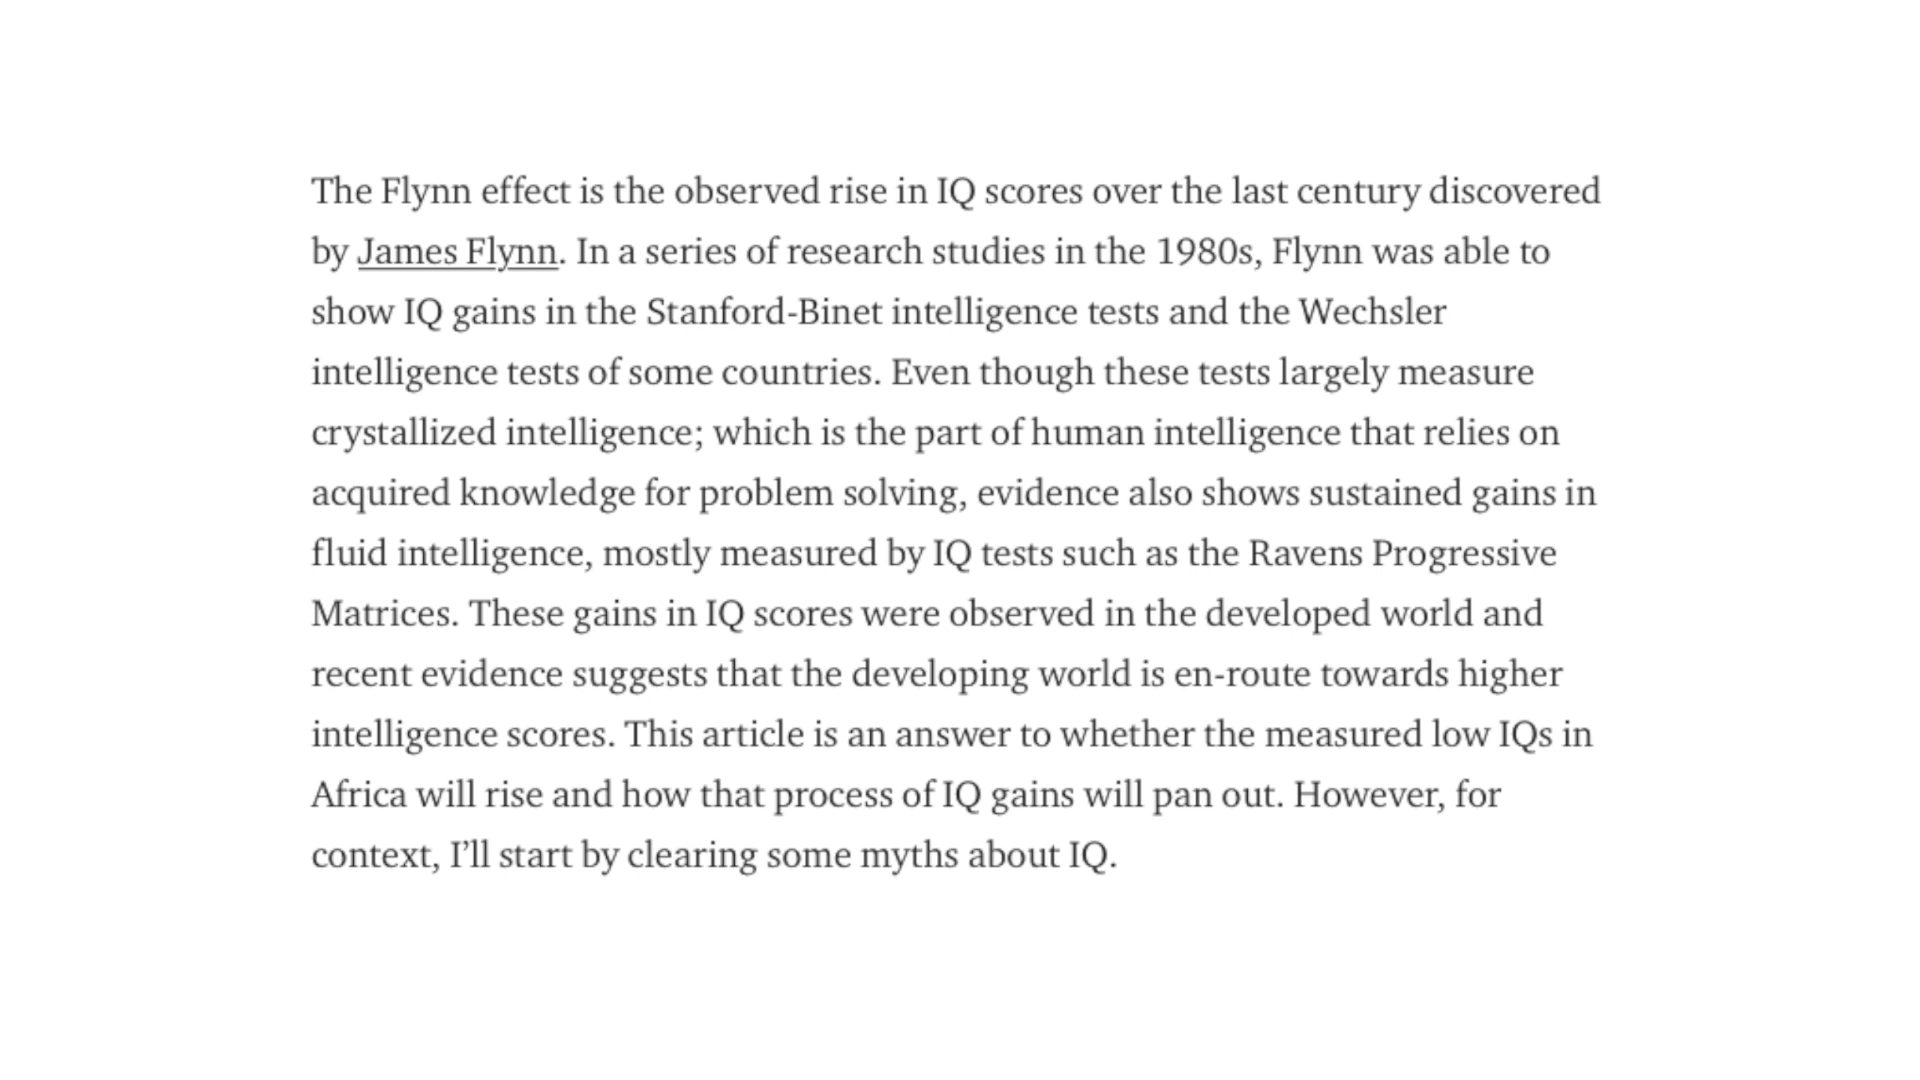 The Flynn effect is the observed rise in IQ scores over the last century discovered
by James Flynn. In a series of research studies in the 1980s, Flynn was able to
show IQ gains in the Stanford-Binet intelligence tests and the Wechsler
intelligence tests of some countries. Even though these tests largely measure
crystallized intelligence; which is the part of human intelligence that relies on
acquired knowledge for problem solving, evidence also shows sustained gains in
fluid intelligence, mostly measured by IQ tests such as the Ravens Progressive
Matrices. These gains in IQ scores were observed in the developed world and
recent evidence suggests that the developing world is en-route towards higher
intelligence scores. This article is an answer to whether the measured low IQs in
Africa will rise and how that process of IQ gains will pan out. However, for
context, I’ll start by clearing some myths about IQ.